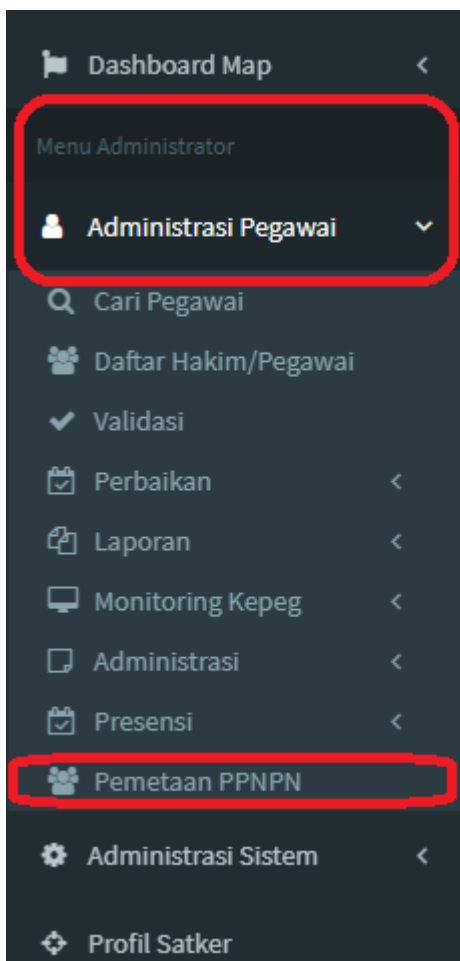 Dashboard Map
Menu Administrator
Administrasi Pegawai
Cari Pegawai
Daftar Hakim/Pegawai
Validasi
Perbaikan
Laporan
Monitoring Kepeg
Administrasi
Presensi
Pemetaan PPNPN
Administrasi Sistem
Profil Satker